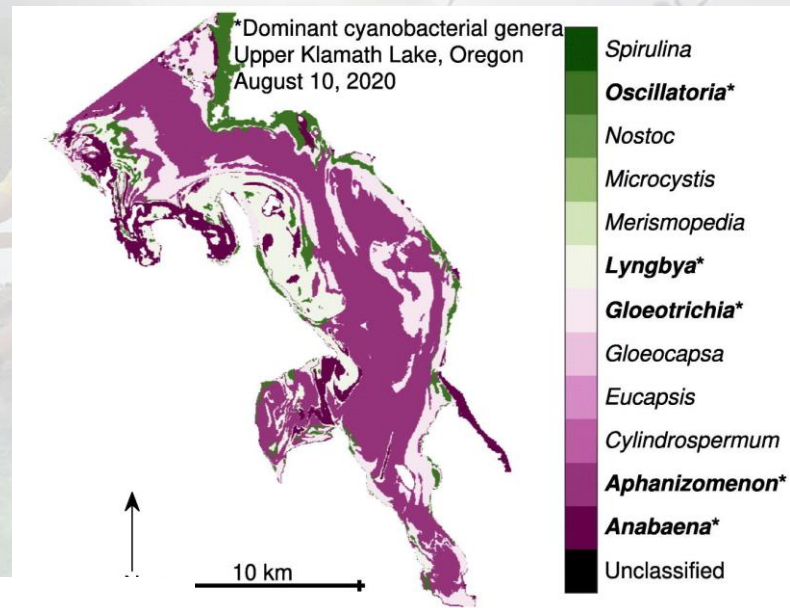 *Dominant cyanobacterial genera
Upper Klamath Lake, Oregon
August 10, 2020
Spirulina
Oscillatoria*
Nostoc
Microcystis
Merismopedia
Lyngbya*
Gloeotrichia*
Gloeocapsa
Eucapsis
Cylindrospermum
Aphanizomenon*
Anabaena*
Unclassified
10 km